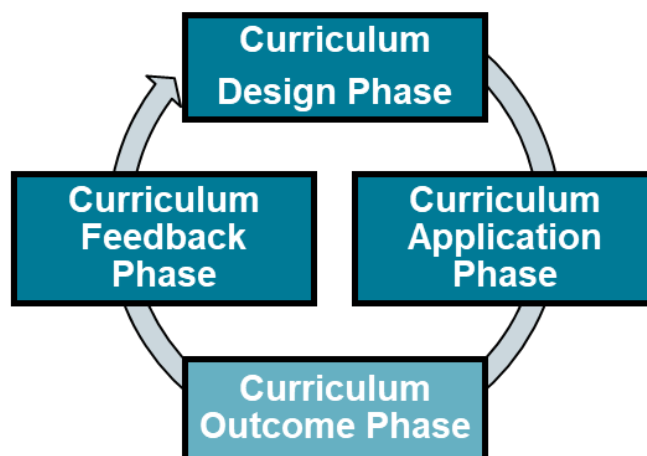 Curriculum
Design Phase
Curriculum
Feedback
Phase
Curriculum
Application
Phase
Curriculum
Outcome Phase